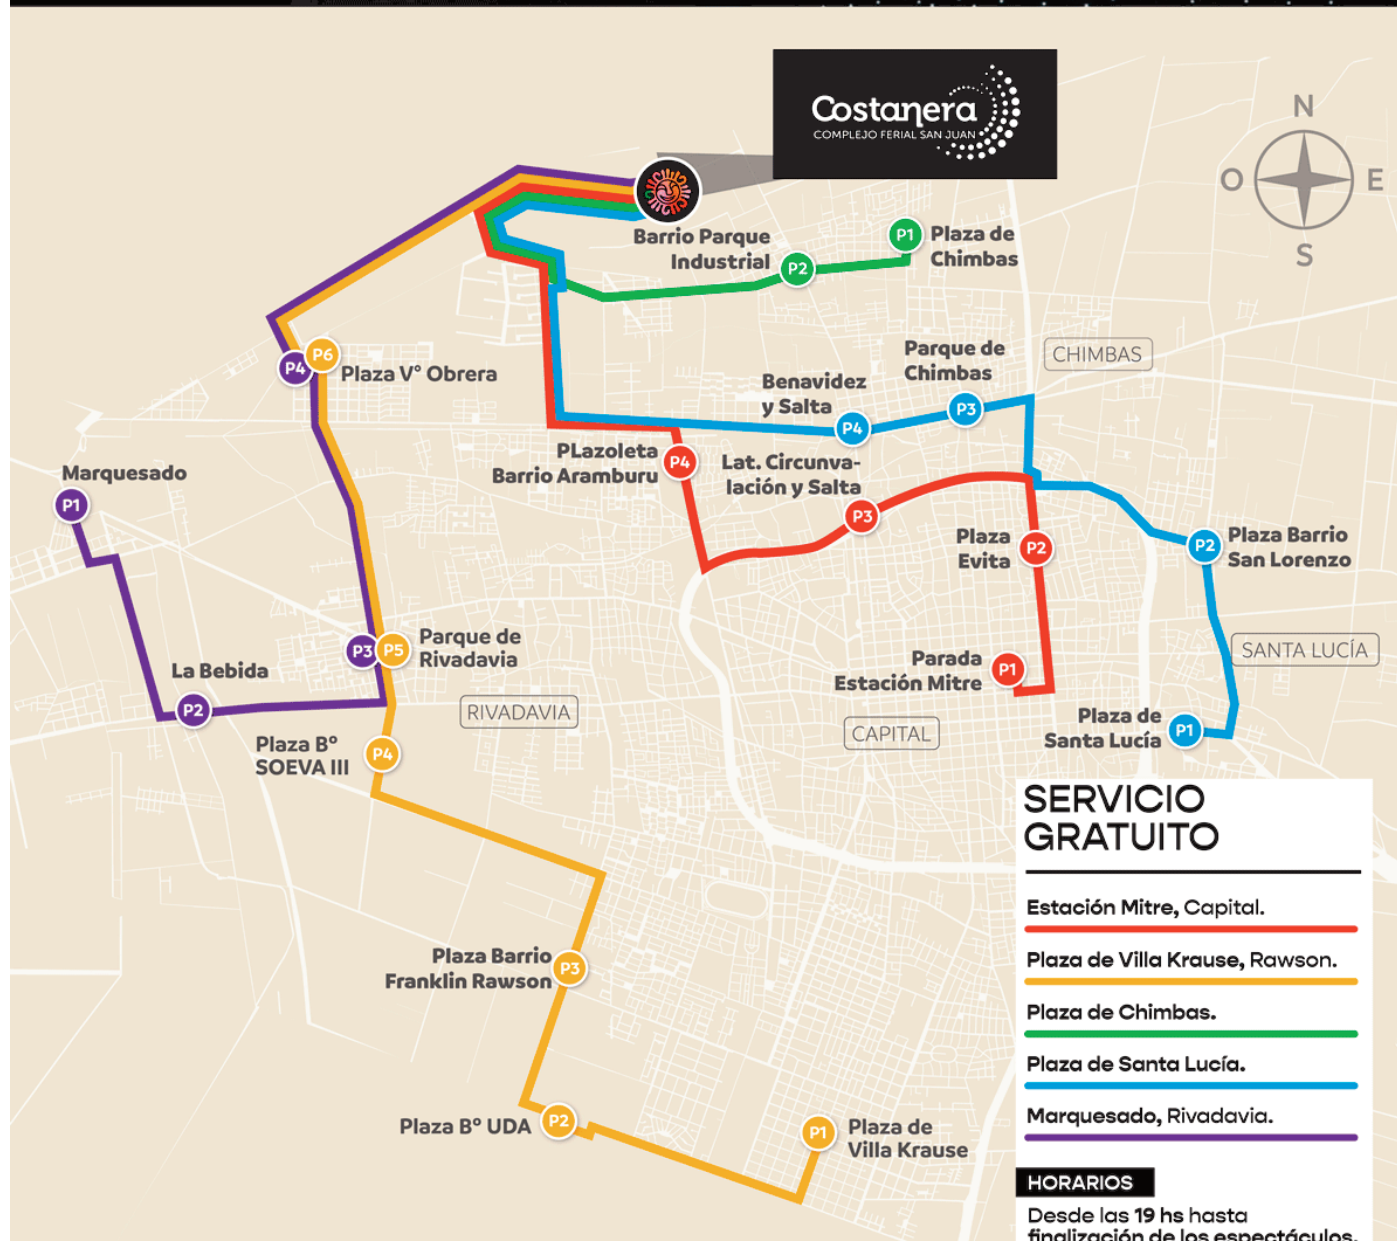 Costanera
COMPLEJO FERIAL SAN JUAN
N
O
E
S
Barrio Parque
Industrial
P2
P1
Plaza de
Chimbas
CHIMBAS
P4
P6
Plaza V° Obrera
Parque de
Chimbas
P3
Benavidez
y Salta
P4
PLazoleta
Barrio Aramburu
P4
Lat. Circunva-
lación y Salta
P3
Marquesado
P1
Plaza
Evita
P2
P2
Plaza Barrio
San Lorenzo
P3
P5
Parque de
Rivadavia
SANTA LUCÍA
La Bebida
P2
Parada
Estación Mitre
P1
RIVADAVIA
CAPITAL
Plaza de
Santa Lucía
P1
Plaza B°
SOEVA III
P4
Plaza Barrio
Franklin Rawson
P3
Plaza B° UDA
P2
P1
Plaza de
Villa Krause
SERVICIO
GRATUITO
Estación Mitre, Capital.
Plaza de Villa Krause, Rawson.
Plaza de Chimbas.
Plaza de Santa Lucía.
Marquesado, Rivadavia.
HORARIOS
Desde las 19 hs hasta
finalización de los espectáculos.